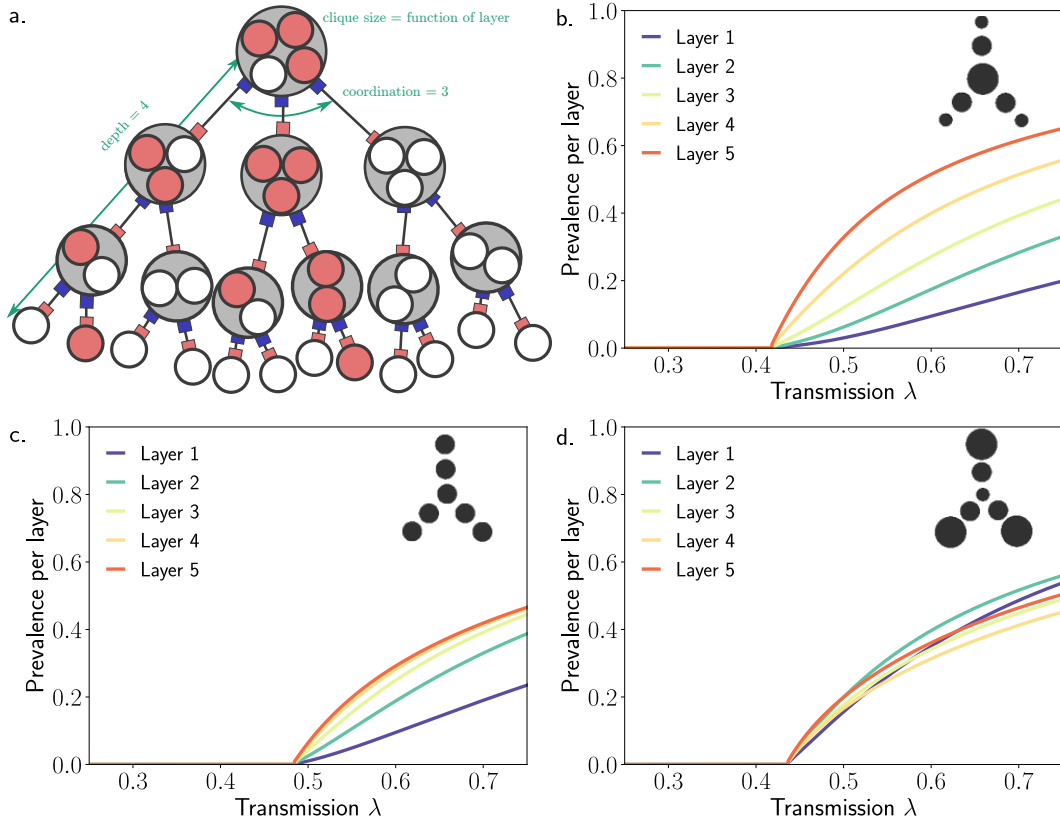 a.
clique size = function of layer
coordination = 3
depth = 4
b.
1.0
0.8
0.6
0.4
0.2
0.0
Prevalence per layer
Layer 1
Layer 2
Layer 3
Layer 4
Layer 5
0.3
0.4
0.5
0.6
0.7
Transmission λ
c.
1.0
0.8
0.6
0.4
0.2
0.0
Prevalence per layer
Layer 1
Layer 2
Layer 3
Layer 4
Layer 5
0.3
0.4
0.5
0.6
0.7
Transmission λ
d.
1.0
0.8
0.6
0.4
0.2
0.0
Prevalence per layer
Layer 1
Layer 2
Layer 3
Layer 4
Layer 5
0.3
0.4
0.5
0.6
0.7
Transmission λ